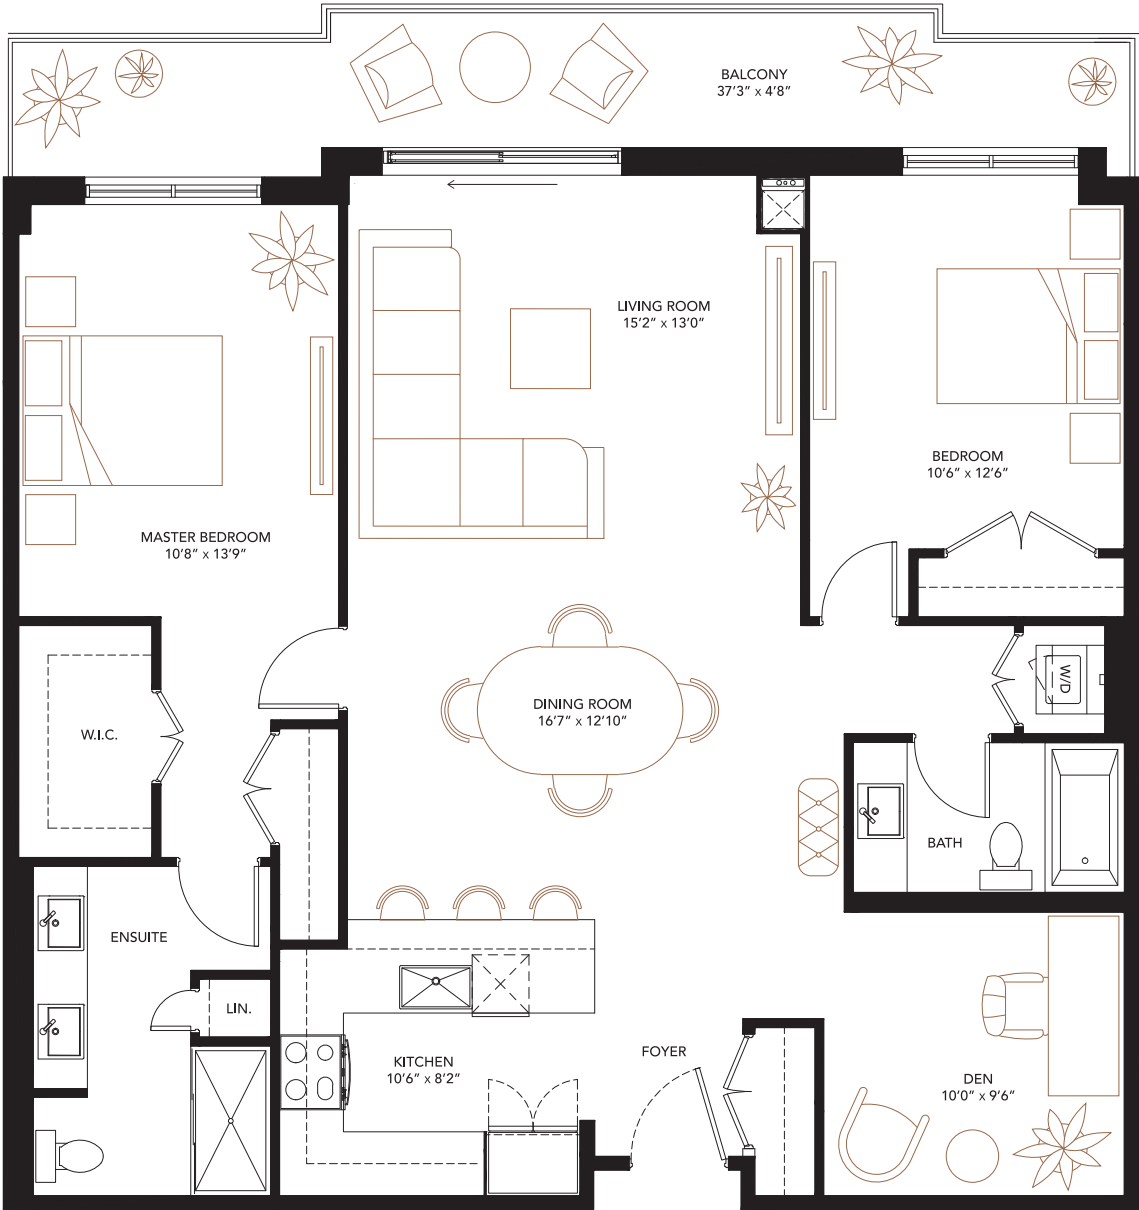 BALCONY
37'3" x 4'8"
LIVING ROOM
15'2" x 13'0"
BEDROOM
10'6" x 12'6"
MASTER BEDROOM
10'8" x 13'9"
W/D
DINING ROOM
16'7" x 12'10"
W.I.C.
BATH
ENSUITE
LIN.
FOYER
KITCHEN
10'6" x 8'2"
DEN
10'0" x 9'6"